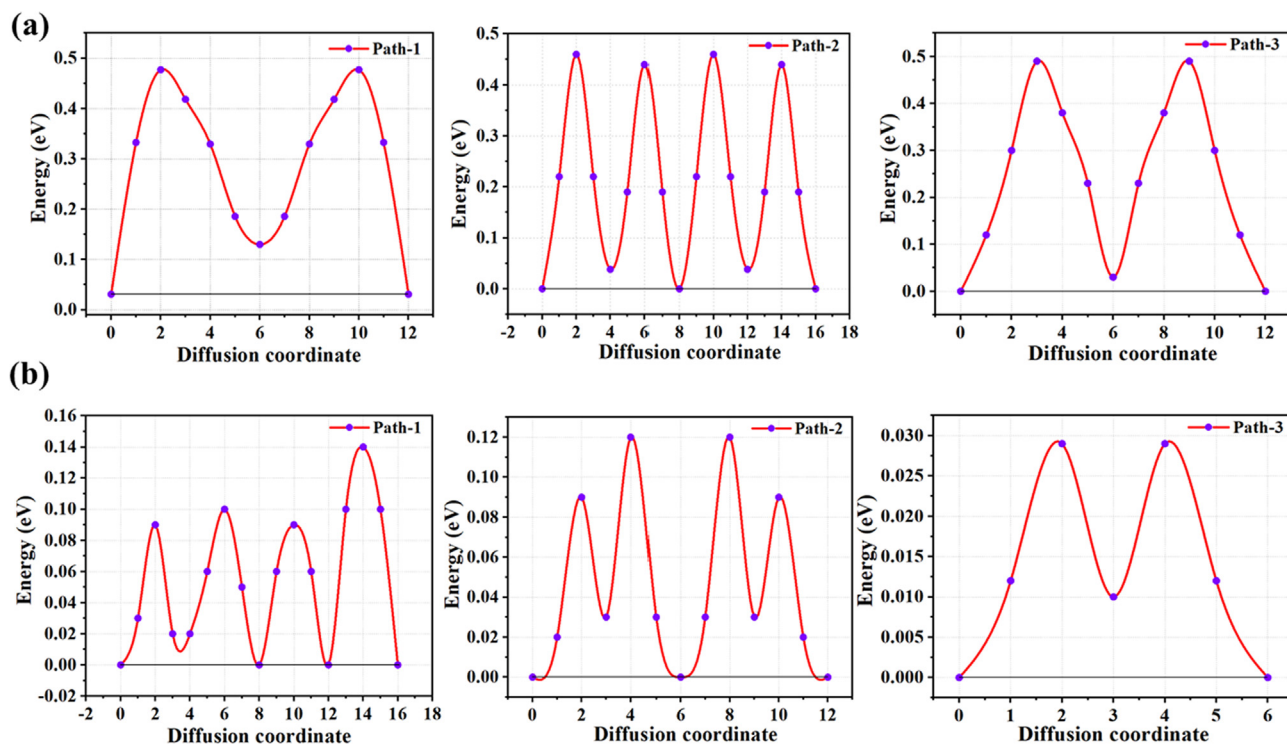 (a)
Path-1
Energy (eV)
0.5
0.4
0.3
0.2
0.1
0.0
0 2 4 6 8 10 12
Diffusion coordinate
Path-2
Energy (eV)
0.5
0.4
0.3
0.2
0.1
0.0
-2 0 2 4 6 8 10 12 14 16 18
Diffusion coordinate
Path-3
Energy (eV)
0.5
0.4
0.3
0.2
0.1
0.0
0 2 4 6 8 10 12
Diffusion coordinate
(b)
Path-1
Energy (eV)
0.16
0.14
0.12
0.10
0.08
0.06
0.04
0.02
0.00
-0.02
-2 0 2 4 6 8 10 12 14 16 18
Diffusion coordinate
Path-2
Energy (eV)
0.12
0.10
0.08
0.06
0.04
0.02
0.00
0 2 4 6 8 10 12
Diffusion coordinate
Path-3
Energy (eV)
0.030
0.025
0.020
0.015
0.010
0.005
0.000
0 1 2 3 4 5 6
Diffusion coordinate